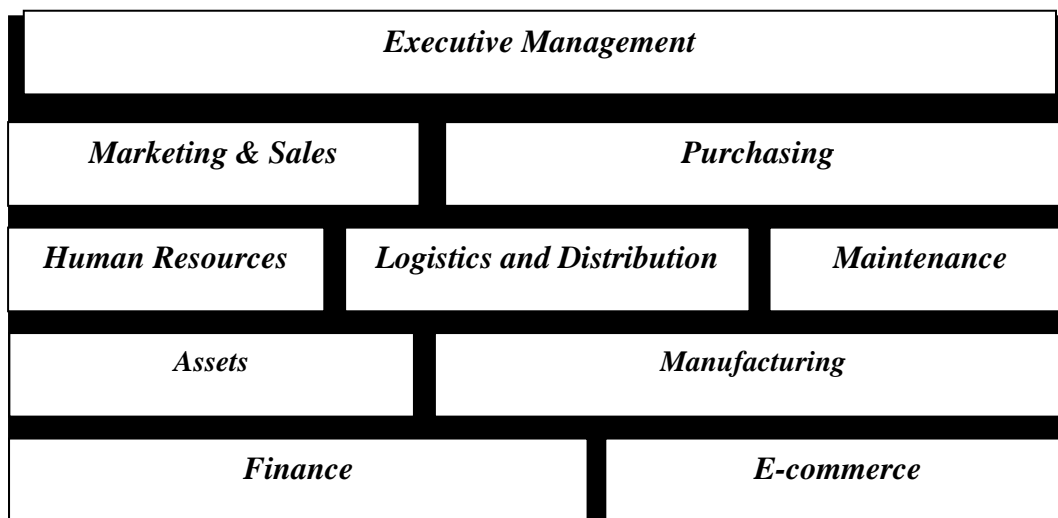 Executive Management
Marketing & Sales
Purchasing
Human Resources
Logistics and Distribution
Maintenance
Assets
Manufacturing
Finance
E-commerce